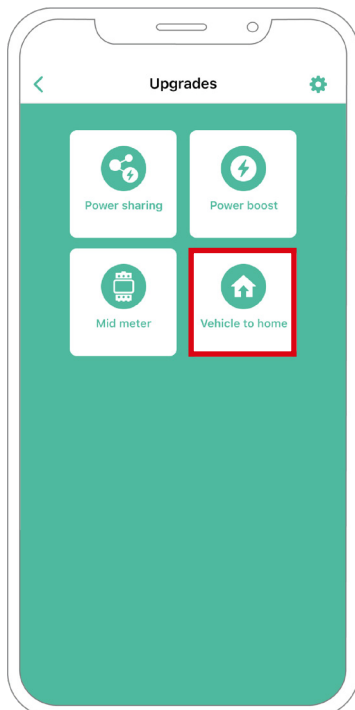 Upgrades
Power sharing
Power boost
Mid meter
Vehicle to home